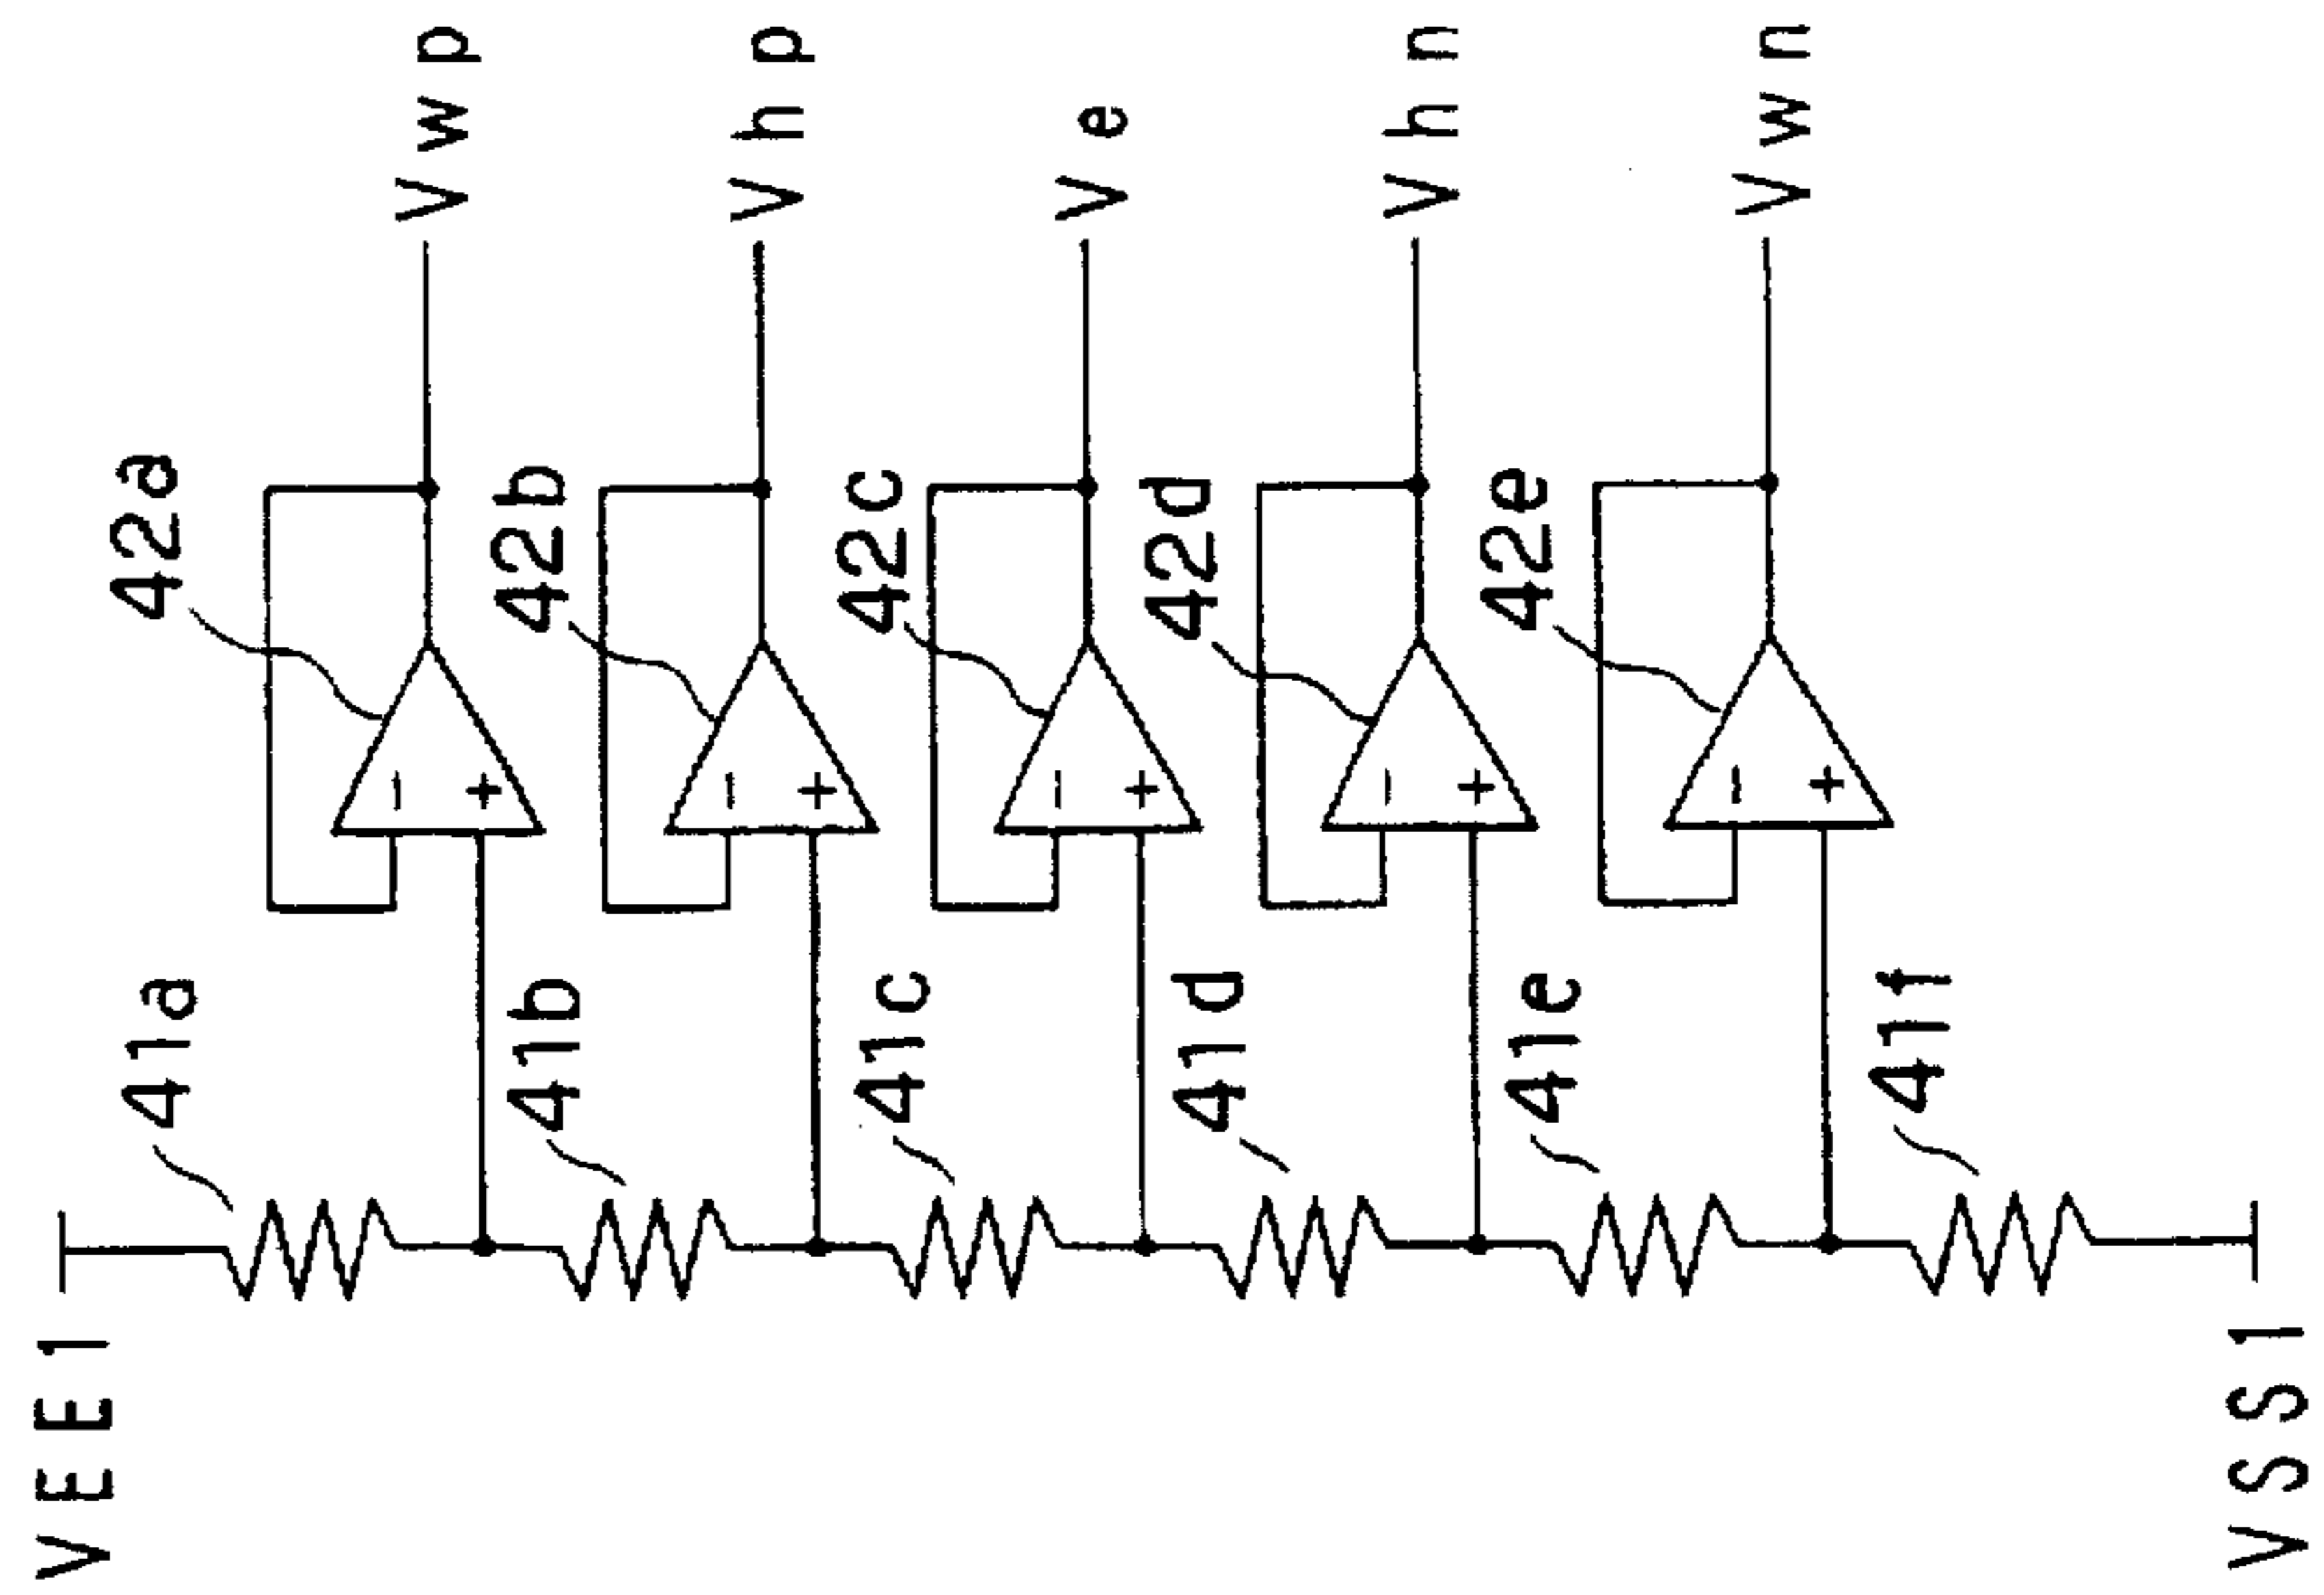 VEE1
41a
42a
Vwp
41b
42b
Vhp
41c
42c
Ve
41d
42d
Vhn
41e
42e
Vwn
41f
VSS1
− +
− +
− +
− +
− +